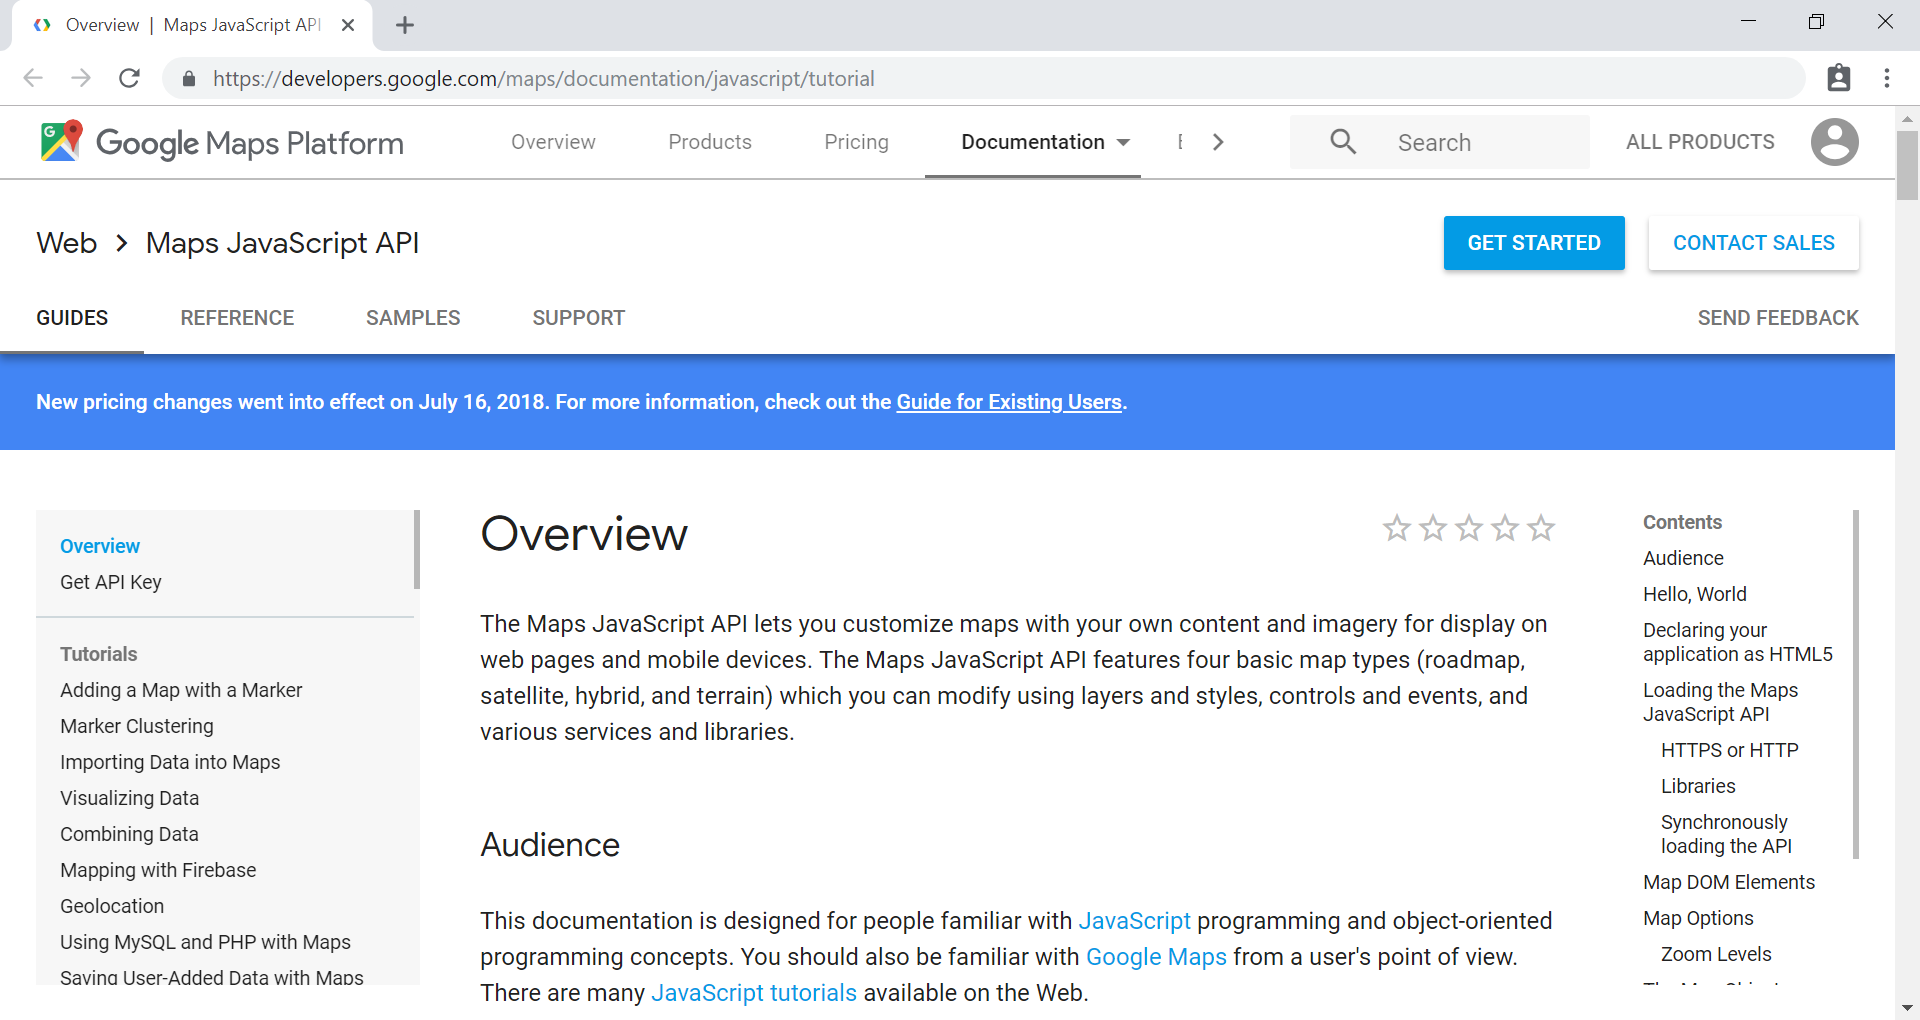 Overview | Maps JavaScript API
https://developers.google.com/maps/documentation/javascript/tutorial
Google Maps Platform
Overview
Products
Pricing
Documentation
Search
ALL PRODUCTS
Web > Maps JavaScript API
GET STARTED
CONTACT SALES
GUIDES
REFERENCE
SAMPLES
SUPPORT
SEND FEEDBACK
New pricing changes went into effect on July 16, 2018. For more information, check out the Guide for Existing Users.
Overview
Get API Key
Tutorials
Adding a Map with a Marker
Marker Clustering
Importing Data into Maps
Visualizing Data
Combining Data
Mapping with Firebase
Geolocation
Using MySQL and PHP with Maps
Saving User-Added Data with Maps
Overview
The Maps JavaScript API lets you customize maps with your own content and imagery for display on
web pages and mobile devices. The Maps JavaScript API features four basic map types (roadmap,
satellite, hybrid, and terrain) which you can modify using layers and styles, controls and events, and
various services and libraries.
Audience
This documentation is designed for people familiar with JavaScript programming and object-oriented
programming concepts. You should also be familiar with Google Maps from a user's point of view.
There are many JavaScript tutorials available on the Web.
Contents
Audience
Hello, World
Declaring your
application as HTML5
Loading the Maps
JavaScript API
HTTPS or HTTP
Libraries
Synchronously
loading the API
Map DOM Elements
Map Options
Zoom Levels